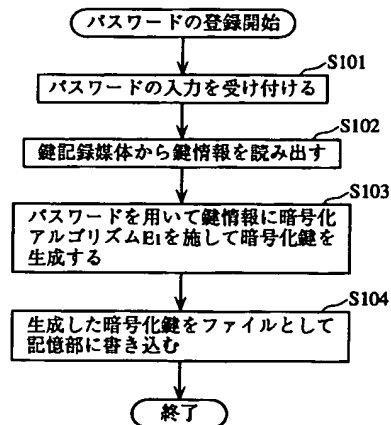 パスワードの登録開始
S101
パスワードの入力を受け付ける
S102
鍵記録媒体から鍵情報を読み出す
S103
パスワードを用いて鍵情報に暗号化
アルゴリズムE1を施して暗号化鍵を
生成する
S104
生成した暗号化鍵をファイルとして
記憶部に書き込む
終了